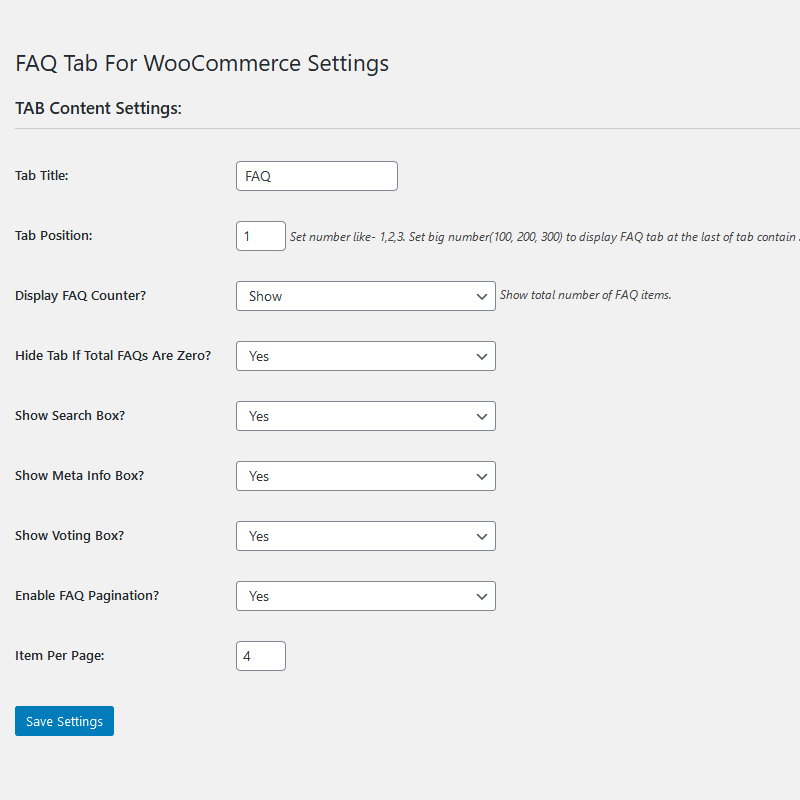 FAQ Tab For WooCommerce Settings
TAB Content Settings:
Tab Title: FAQ
Tab Position: 1 Set number like- 1,2,3. Set big number(100, 200, 300) to display FAQ tab at the last of tab contain
Display FAQ Counter? Show Show total number of FAQ items.
Hide Tab If Total FAQs Are Zero? Yes
Show Search Box? Yes
Show Meta Info Box? Yes
Show Voting Box? Yes
Enable FAQ Pagination? Yes
Item Per Page: 4
Save Settings